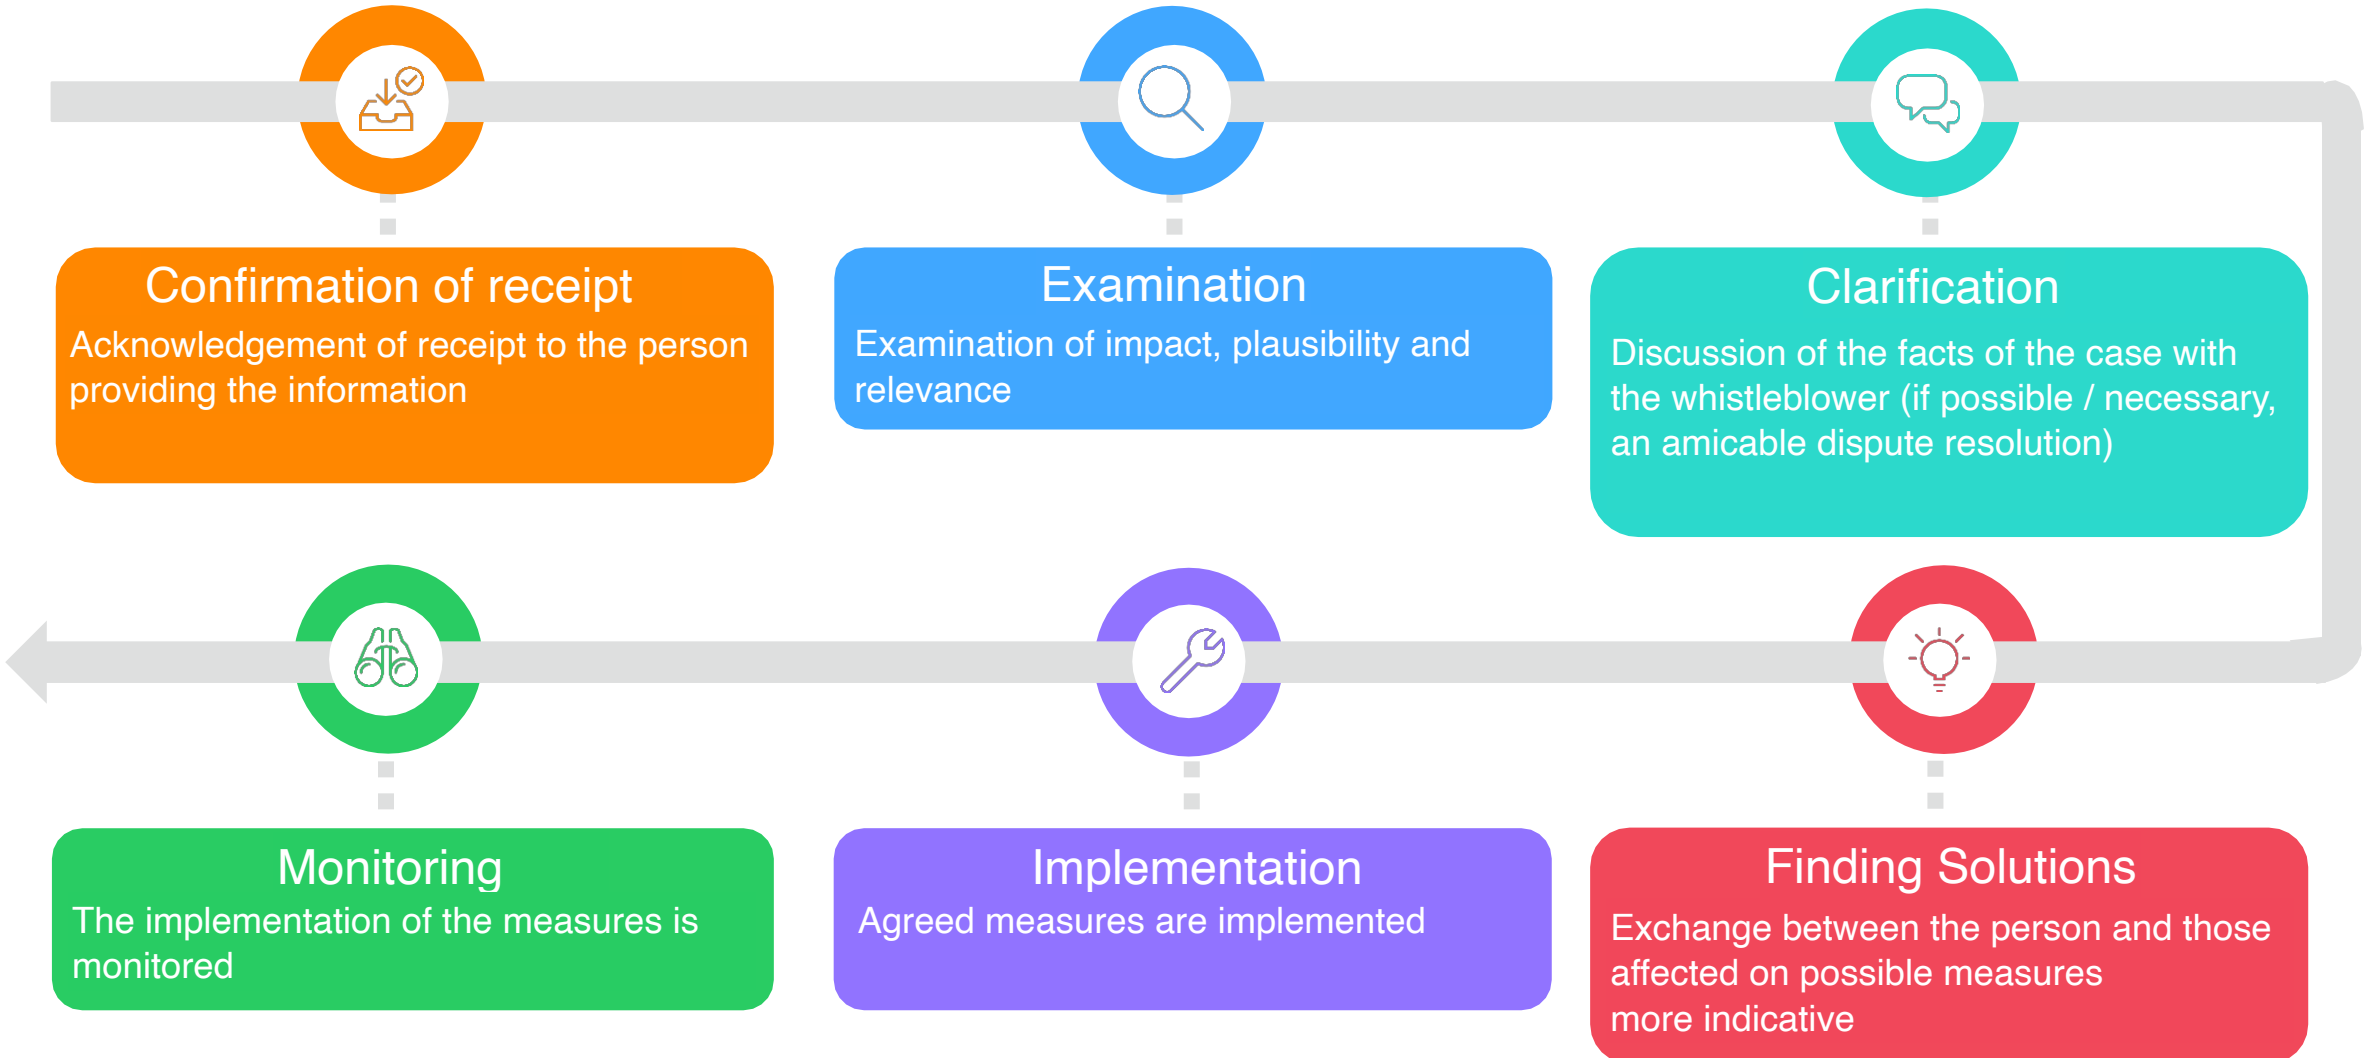 Confirmation of receipt
Acknowledgement of receipt to the person
providing the information
Examination
Examination of impact, plausibility and
relevance
Clarification
Discussion of the facts of the case with
the whistleblower (if possible / necessary,
an amicable dispute resolution)
Finding Solutions
Exchange between the person and those
affected on possible measures
more indicative
Implementation
Agreed measures are implemented
Monitoring
The implementation of the measures is
monitored